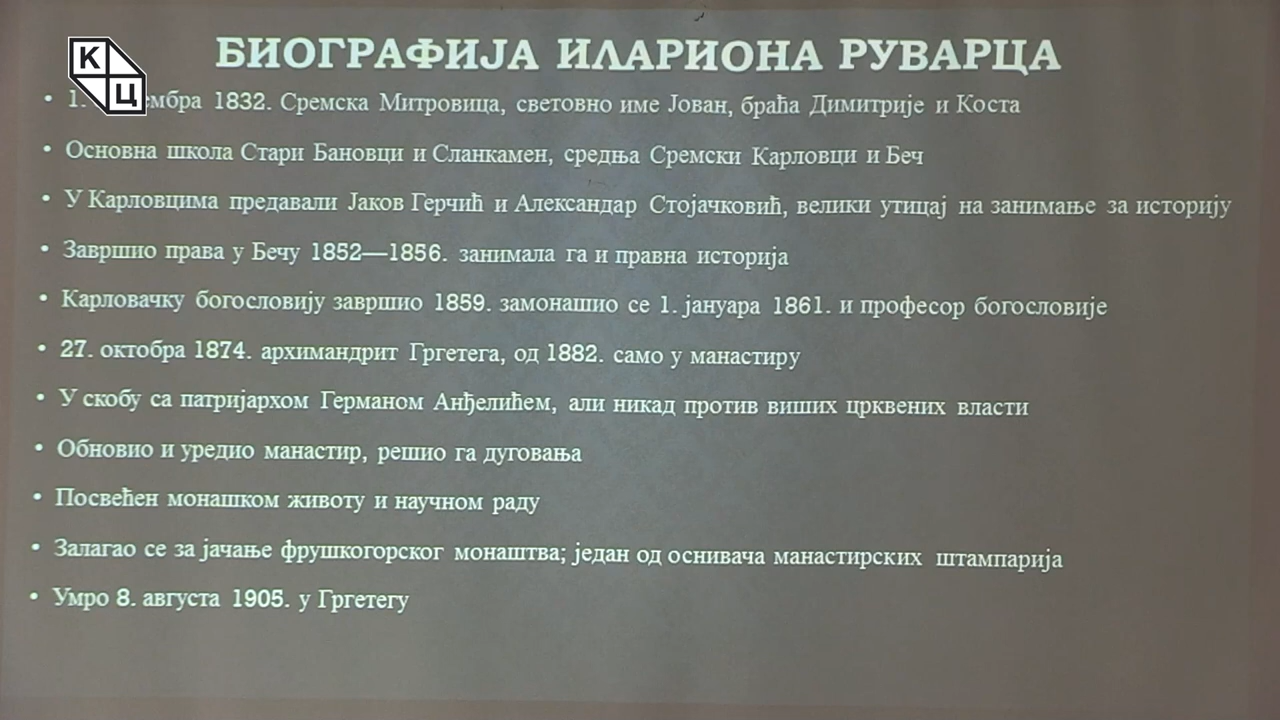 БИОГРАФИЈА ИЛАРИОНА РУВАРЦА
К
Ц
• 1. мбра 1832. Сремска Митровица, световно име Јован, браћа Димитрије и Коста
• Основна школа Стари Бановци и Сланкамен, средња Сремски Карловци и Беч
• У Карловцима предавали Јаков Герчић и Александар Стојачковић, велики утицај на занимање за историју
• Завршио права у Бечу 1852—1856. занимала га и правна историја
• Карловачку богословију завршио 1859. замонашио се 1. јануара 1861. и професор богословије
• 27. октобра 1874. архимандрит Гргетега, од 1882. само у манастиру
• У скобу са патријархом Германом Анђелићем, али никад против виших црквених власти
• Обновио и уредио манастир, решио га дуговања
• Посвећен монашком животу и научном раду
• Залагао се за јачање фрушкогорског монаштва; један од оснивача манастирских штампарија
• Умро 8. августа 1905. у Гргетегу